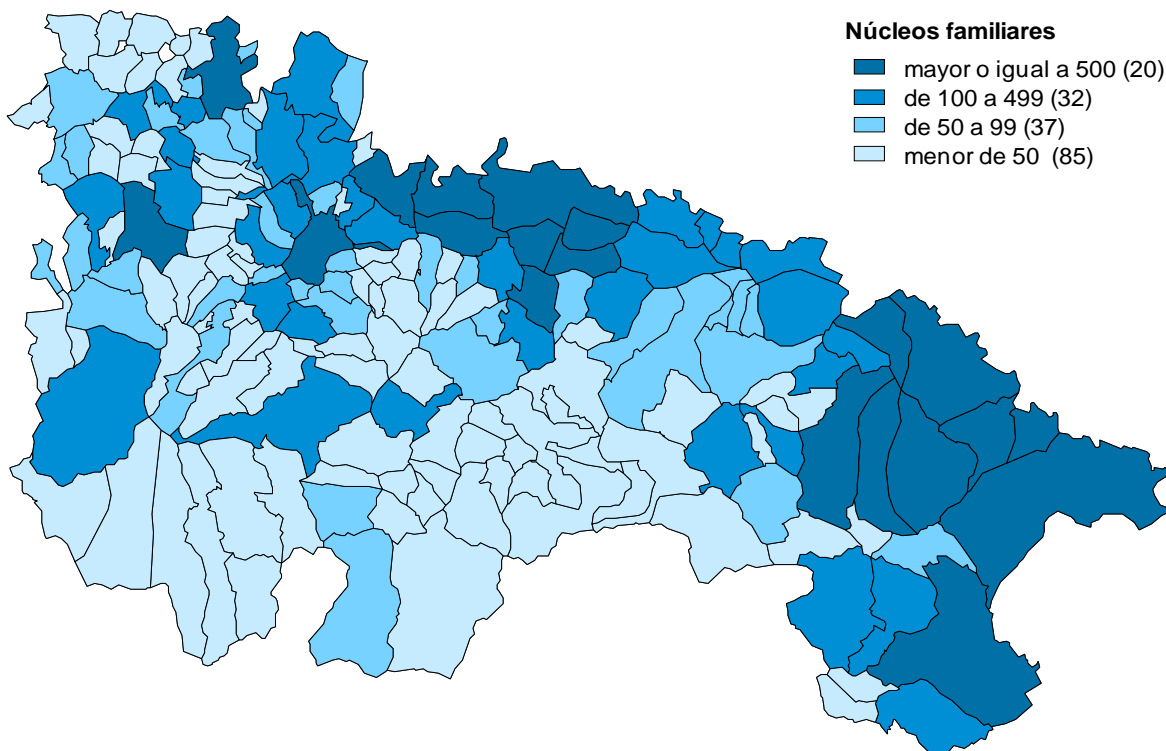 Núcleos familiares
mayor o igual a 500 (20)
de 100 a 499 (32)
de 50 a 99 (37)
menor de 50 (85)